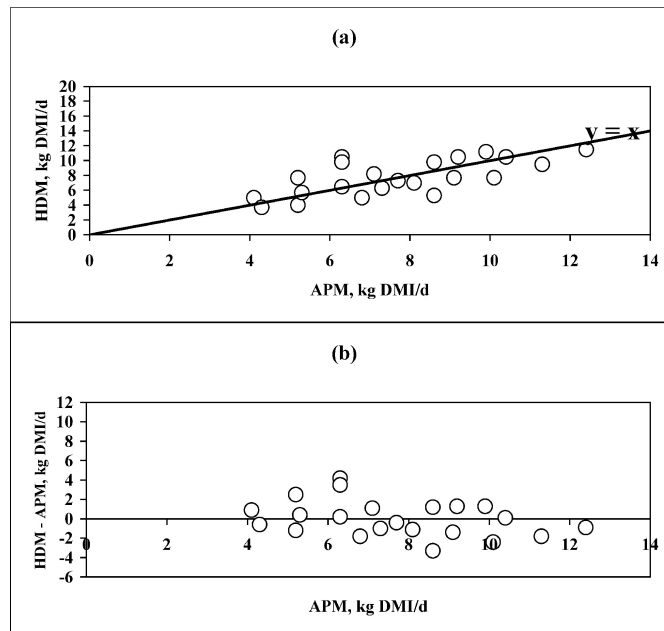 (a)
HDM, kg DMI/d
20
18
16
14
12
10
8
6
4
2
0
y = x
0 2 4 6 8 10 12 14
APM, kg DMI/d
(b)
HDM - APM, kg DMI/d
12
10
8
6
4
2
0
-2
-4
-6
0 2 4 6 8 10 12 14
APM, kg DMI/d